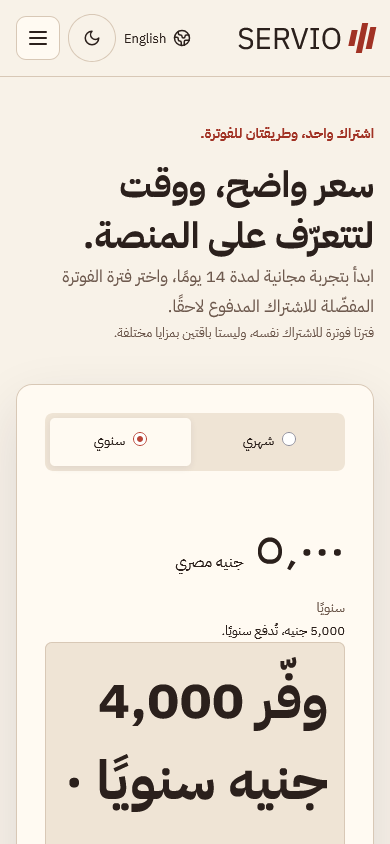 SERVIO
English
اشتراك واحد، وطريقتان للفوترة.
سعر واضح، ووقت
لتتعرّف على المنصة.
ابدأ بتجربة مجانية لمدة 14 يومًا، واختر فترة الفوترة
المفضّلة للاشتراك المدفوع لاحقًا.
فترتا فوترة للاشتراك نفسه، وليستا باقتين بمزايا مختلفة.
شهري
سنوي
٥,٠٠٠ جنيه مصري
سنويًا
5,000 جنيه، تُدفع سنويًا.
وفّر 4,000
جنيه سنويًا ·